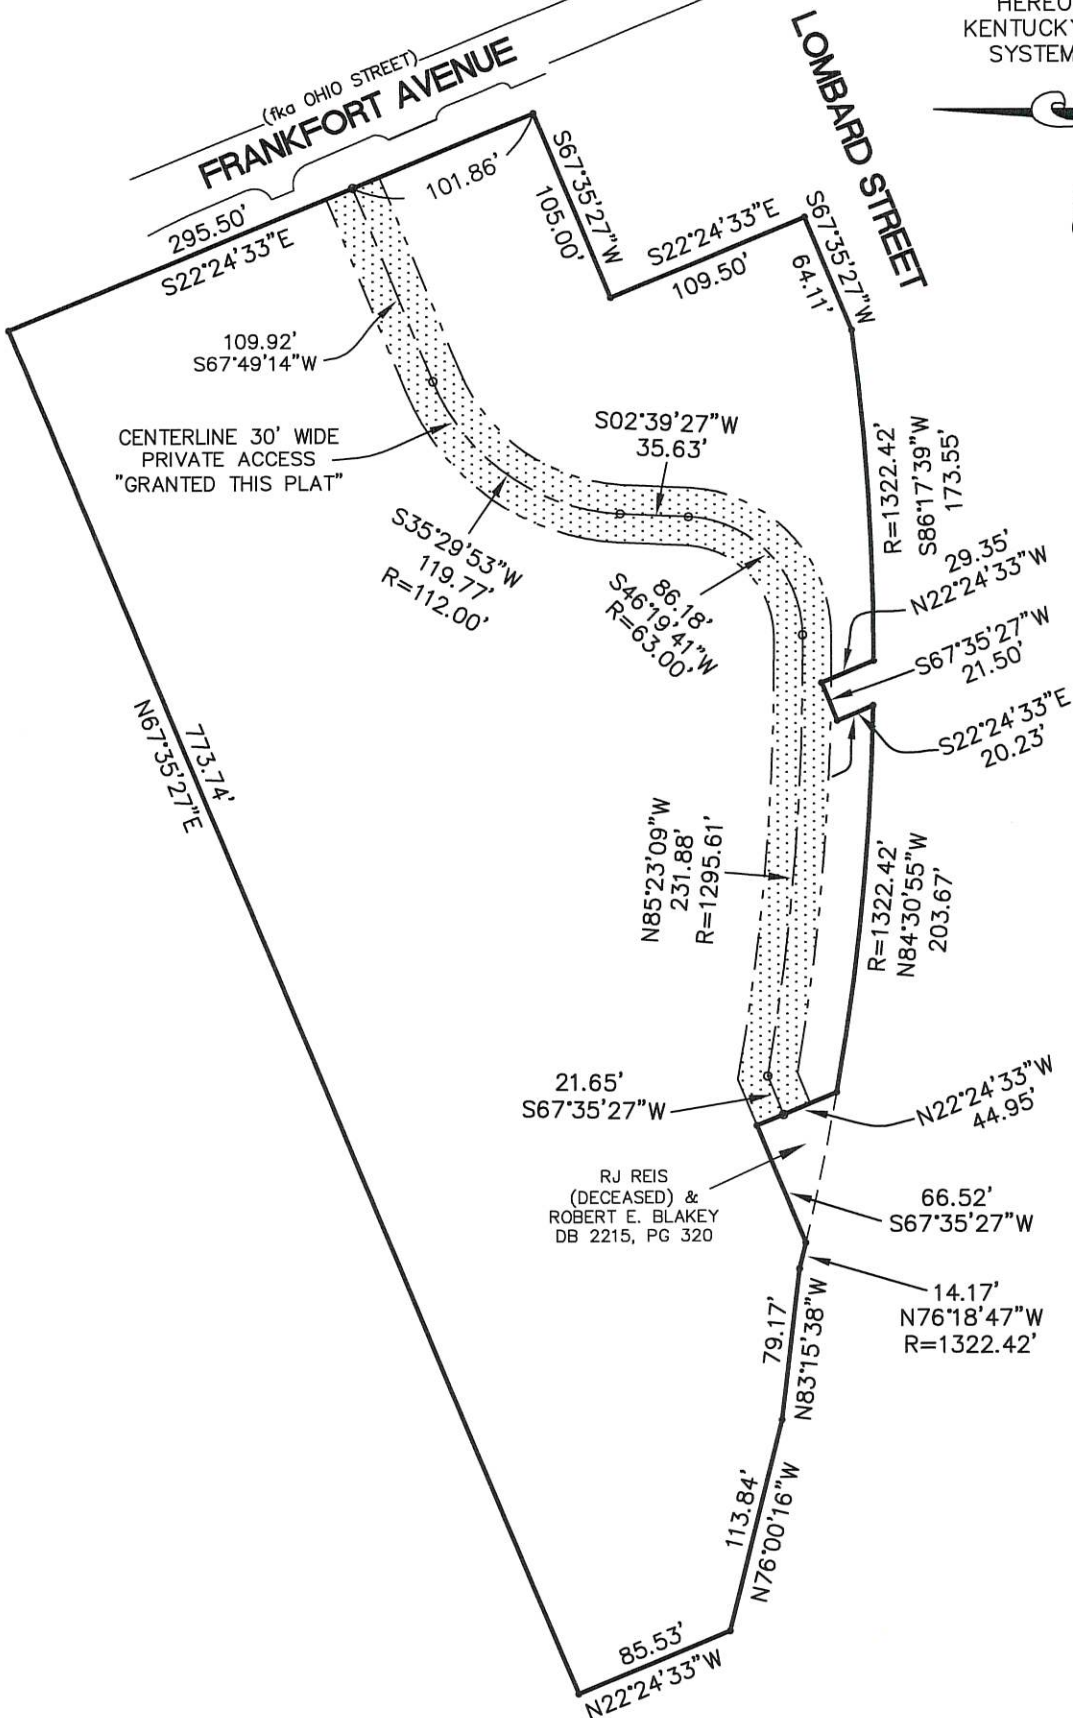 HEREO
KENTUCKY
SYSTEM
(fka OHIO STREET)
FRANKFORT AVENUE
LOMBARD STREET
295.50'
S22°24'33"E
101.86'
S67°35'27"W
105.00'
S22°24'33"E
109.50'
S67°35'27"W
64.11'
109.92'
S67°49'14"W
CENTERLINE 30' WIDE
PRIVATE ACCESS
"GRANTED THIS PLAT"
S02°39'27"W
35.63'
R=1322.42'
S86°17'39"W
173.55'
S35°29'53"W
119.77'
R=112.00'
86.18'
S46°19'41"W
R=63.00'
29.35'
N22°24'33"W
S67°35'27"W
21.50'
S22°24'33"E
20.23'
773.74'
N67°35'27"E
N85°23'09"W
231.88'
R=1295.61'
R=1322.42'
N84°30'55"W
203.67'
21.65'
S67°35'27"W
N22°24'33"W
44.95'
RJ REIS
(DECEASED) &
ROBERT E. BLAKEY
DB 2215, PG 320
66.52'
S67°35'27"W
14.17'
N76°18'47"W
R=1322.42'
79.17'
N83°15'38"W
113.84'
N76°00'16"W
85.53'
N22°24'33"W